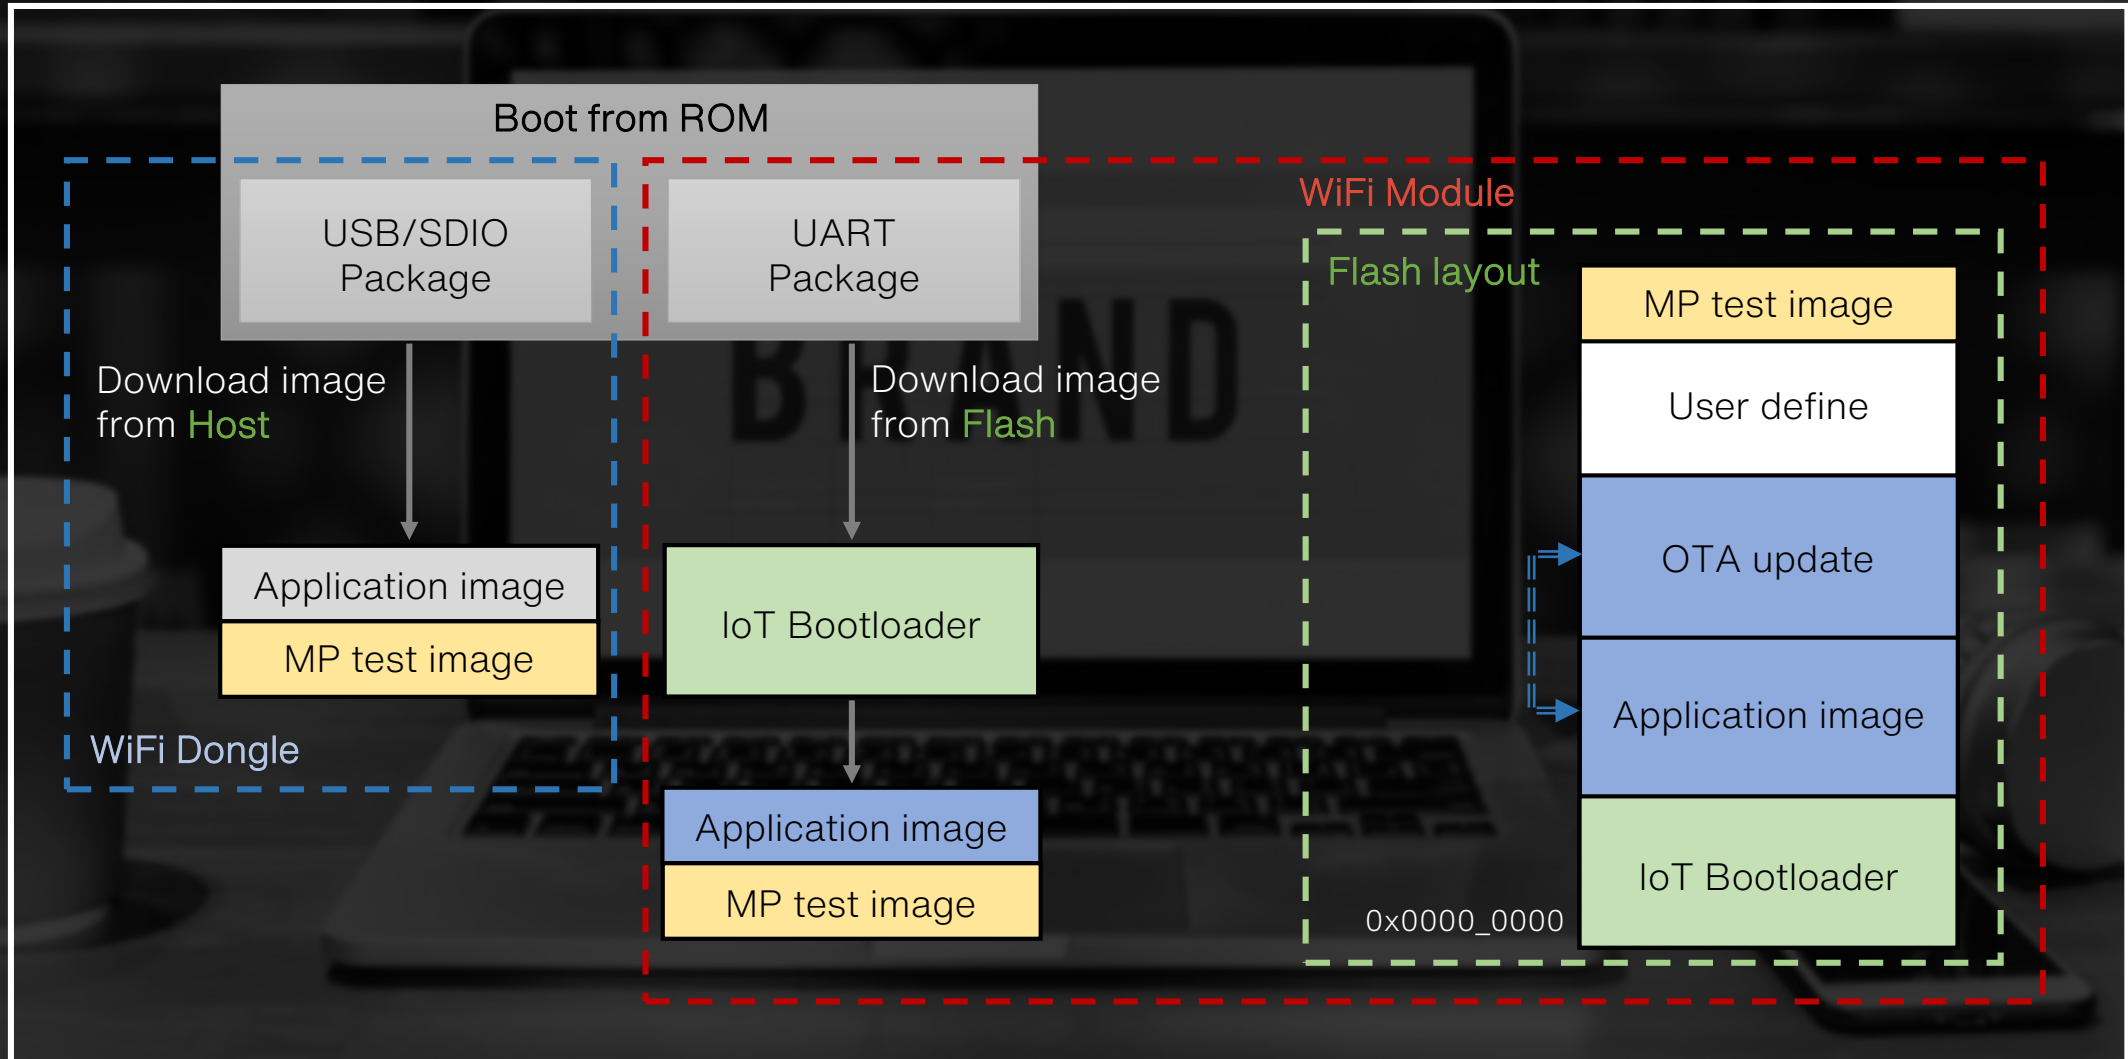 Boot from ROM
USB/SDIO
Package
UART
Package
Download image
from Host
Download image
from Flash
Application image
MP test image
WiFi Dongle
IoT Bootloader
Application image
MP test image
WiFi Module
Flash layout
MP test image
User define
OTA update
Application image
IoT Bootloader
0x0000_0000
BRAND